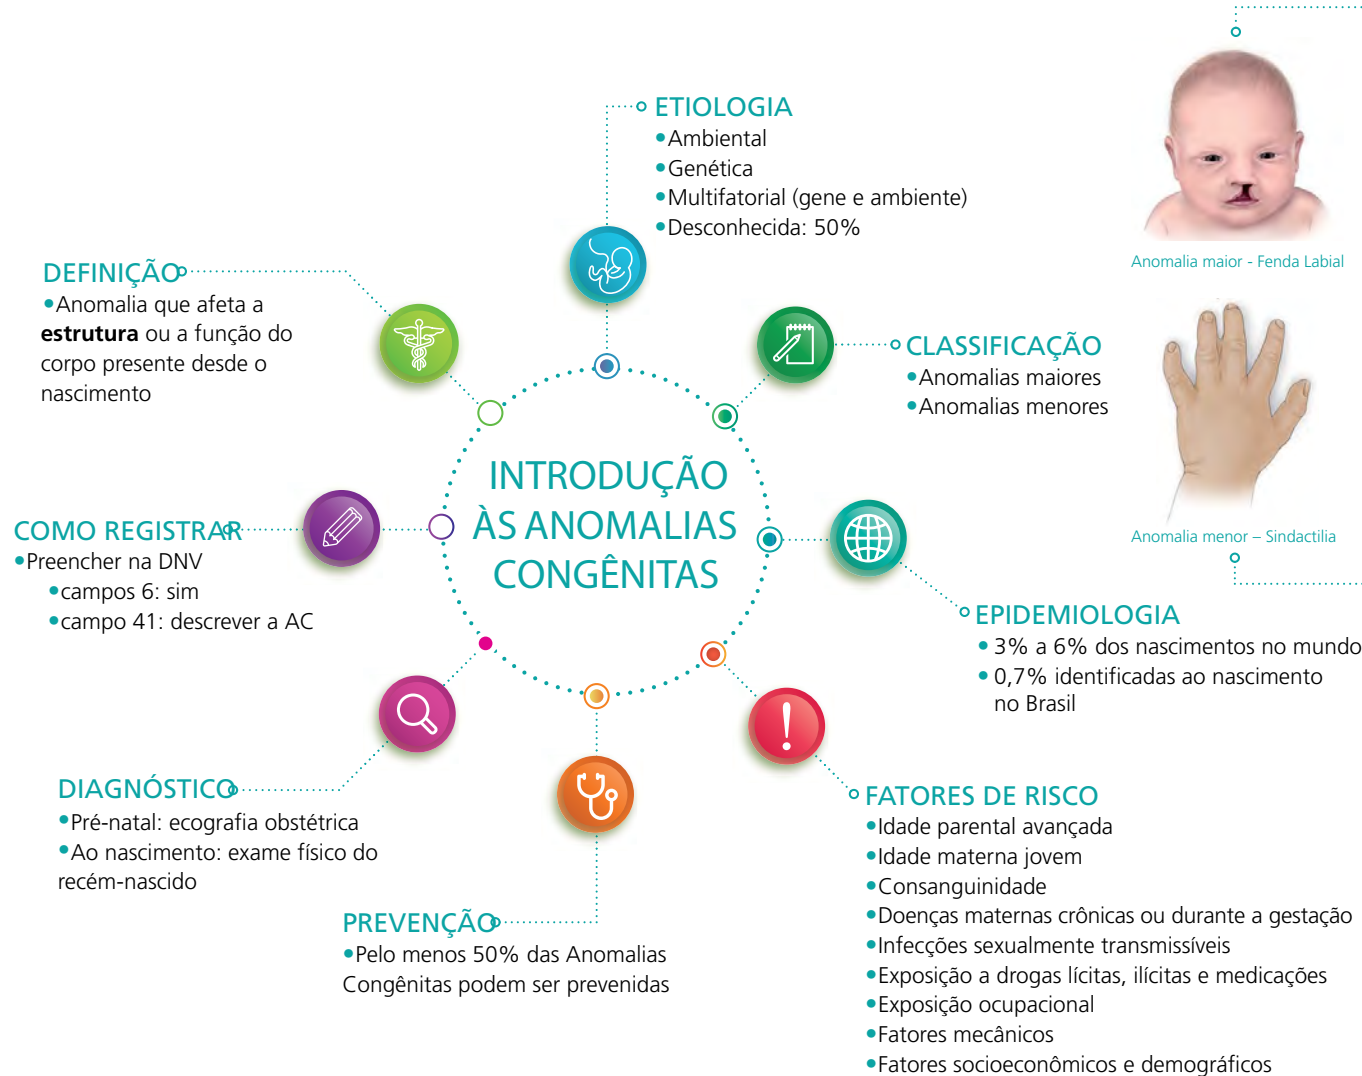 INTRODUÇÃO
ÀS ANOMALIAS
CONGÊNITAS
DEFINIÇÃO
•Anomalia que afeta a
estrutura ou a função do
corpo presente desde o
nascimento
ETIOLOGIA
•Ambiental
•Genética
•Multifatorial (gene e ambiente)
•Desconhecida: 50%
CLASSIFICAÇÃO
•Anomalias maiores
•Anomalias menores
Anomalia maior - Fenda Labial
Anomalia menor – Sindactilia
EPIDEMIOLOGIA
• 3% a 6% dos nascimentos no mundo
• 0,7% identificadas ao nascimento
no Brasil
FATORES DE RISCO
•Idade parental avançada
•Idade materna jovem
•Consanguinidade
•Doenças maternas crônicas ou durante a gestação
•Infecções sexualmente transmissíveis
•Exposição a drogas lícitas, ilícitas e medicações
•Exposição ocupacional
•Fatores mecânicos
•Fatores socioeconômicos e demográficos
PREVENÇÃO
•Pelo menos 50% das Anomalias
Congênitas podem ser prevenidas
DIAGNÓSTICO
•Pré-natal: ecografia obstétrica
•Ao nascimento: exame físico do
recém-nascido
COMO REGISTRAR
•Preencher na DNV
•campos 6: sim
•campo 41: descrever a AC